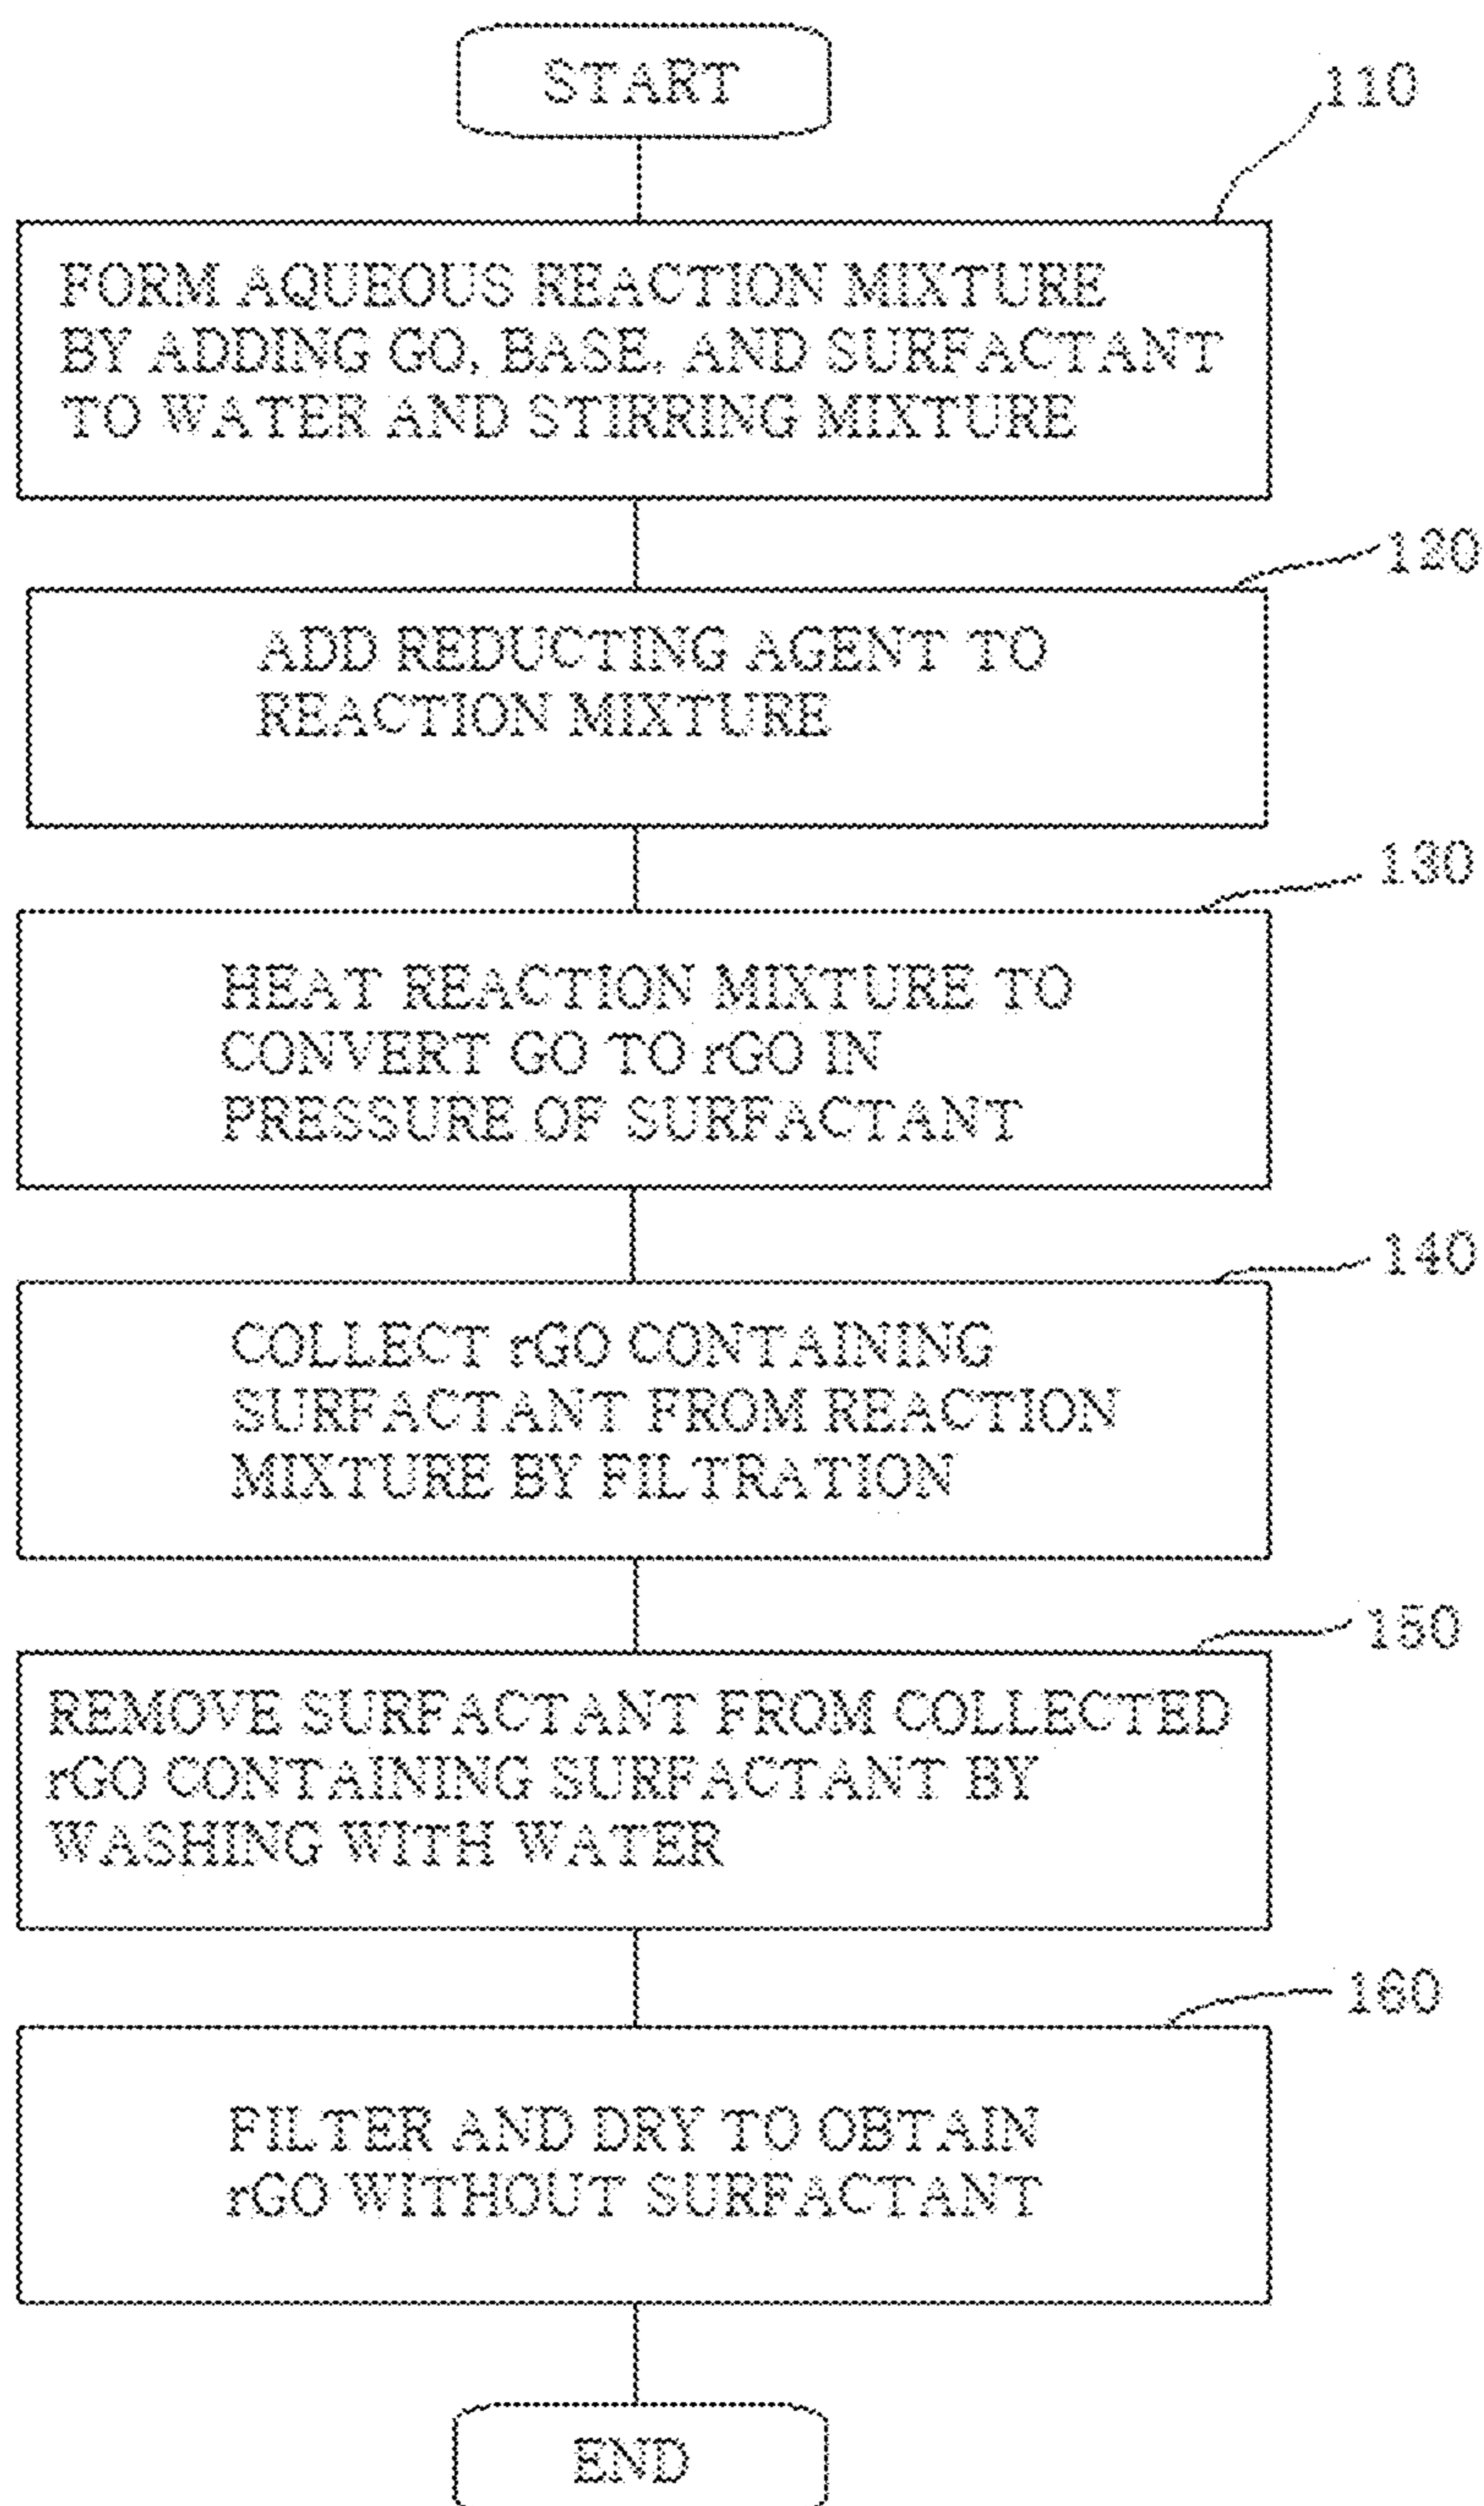 START
110
FORM AQUEOUS REACTION MIXTURE
BY ADDING GO, BASE, AND SURFACTANT
TO WATER AND STIRRING MIXTURE
120
ADD REDUCTING AGENT TO
REACTION MIXTURE
130
HEAT REACTION MIXTURE TO
CONVERT GO TO rGO IN
PRESSURE OF SURFACTANT
140
COLLECT rGO CONTAINING
SURFACTANT FROM REACTION
MIXTURE BY FILTRATION
150
REMOVE SURFACTANT FROM COLLECTED
rGO CONTAINING SURFACTANT BY
WASHING WITH WATER
160
FILTER AND DRY TO OBTAIN
rGO WITHOUT SURFACTANT
END